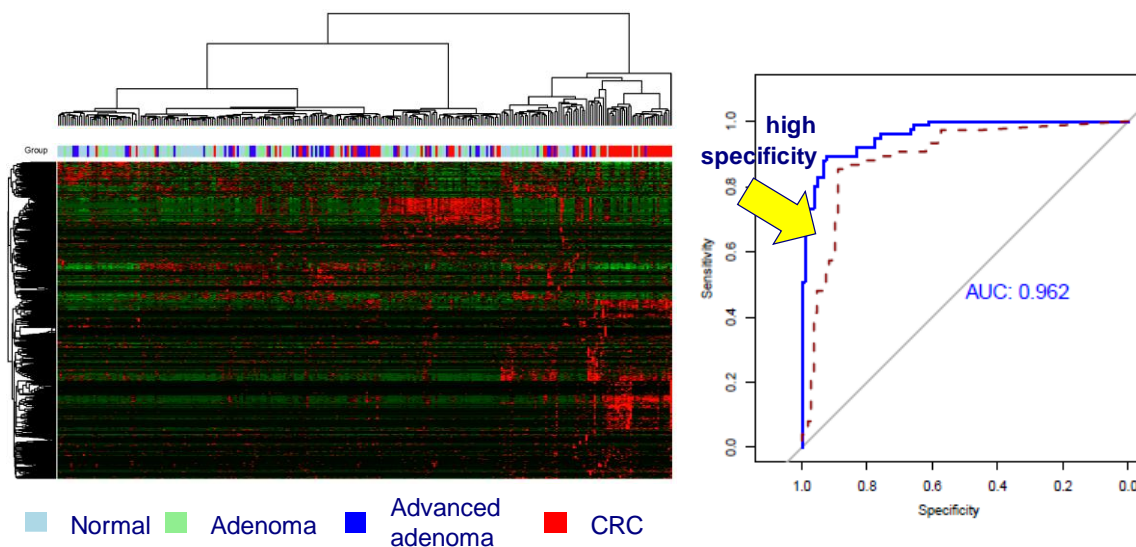 Group
Normal
Adenoma
Advanced
adenoma
CRC
high
specificity
AUC: 0.962
Sensitivity
0.0
0.2
0.4
0.6
0.8
1.0
1.0
0.8
0.6
0.4
0.2
0.0
Specificity